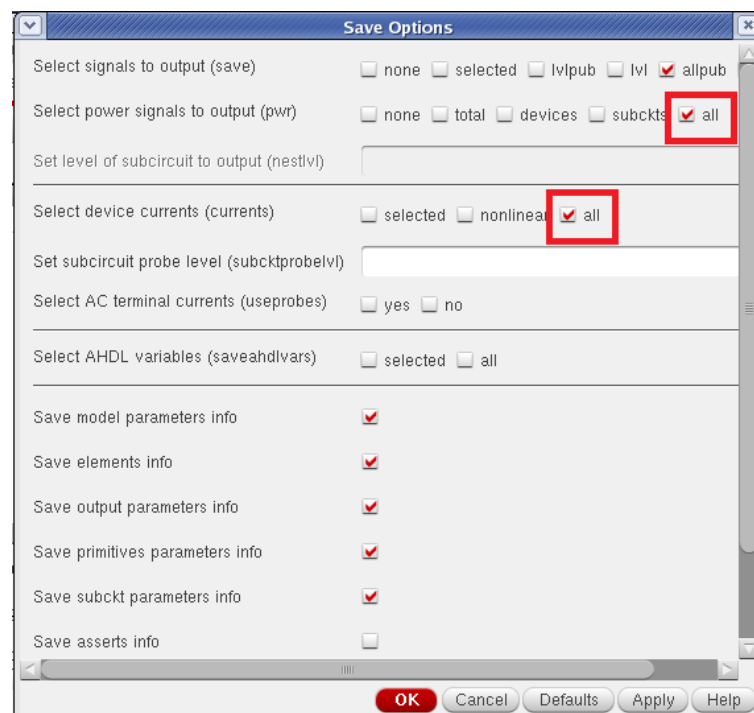 Save Options
Select signals to output (save) none selected lvlpub lvl allpub
Select power signals to output (pwr) none total devices subckts all
Set level of subcircuit to output (nestlvl)
Select device currents (currents) selected nonlinear all
Set subcircuit probe level (subcktprobelvl)
Select AC terminal currents (useprobes) yes no
Select AHDL variables (saveahdlvars) selected all
Save model parameters info
Save elements info
Save output parameters info
Save primitives parameters info
Save subckt parameters info
Save asserts info
OK Cancel Defaults Apply Help